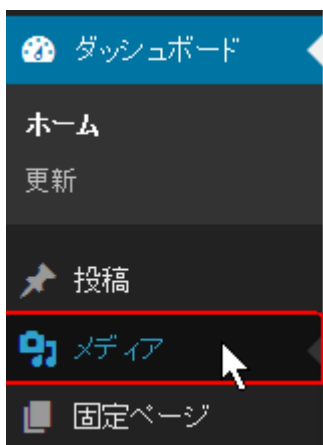 ダッシュボード
ホーム
更新
投稿
メディア
固定ページ